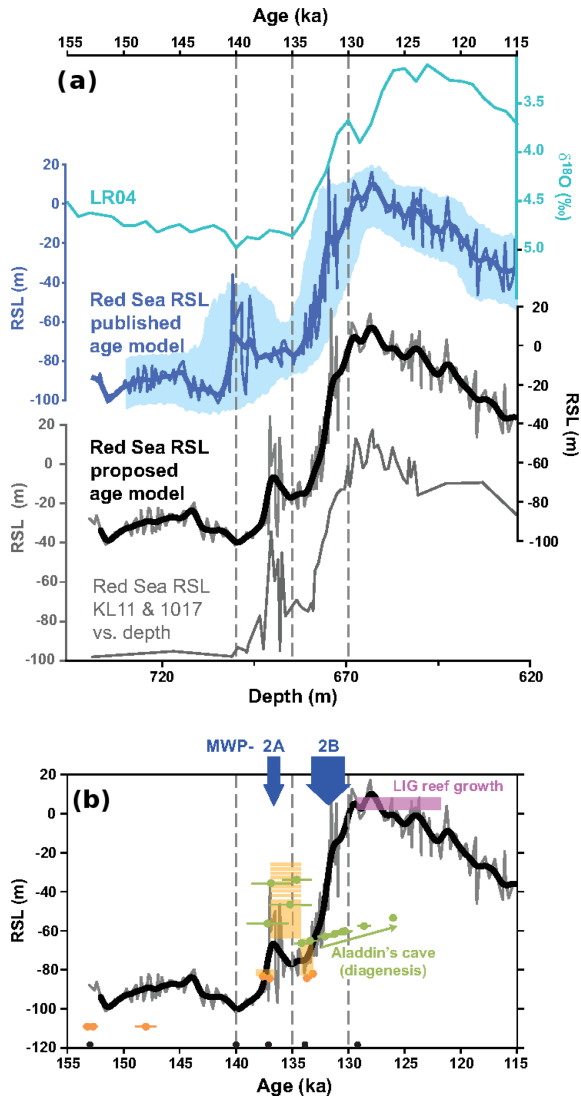 Age (ka)
155 150 145 140 135 130 125 120 115
(a)
3.5
4.0
4.5
5.0
δ18O (‰)
LR04
20
0
-20
-40
-60
-80
-100
RSL (m)
Red Sea RSL
published
age model
20
0
-20
-40
-60
-80
-100
RSL (m)
Red Sea RSL
proposed
age model
20
0
-20
-40
-60
-80
-100
RSL (m)
Red Sea RSL
KL11 & 1017
vs. depth
720 670 620
Depth (m)
MWP- 2A 2B
(b)
LIG reef growth
20
0
-20
-40
-60
-80
-100
-120
RSL (m)
Aladdin's cave
(diagenesis)
155 150 145 140 135 130 125 120 115
Age (ka)